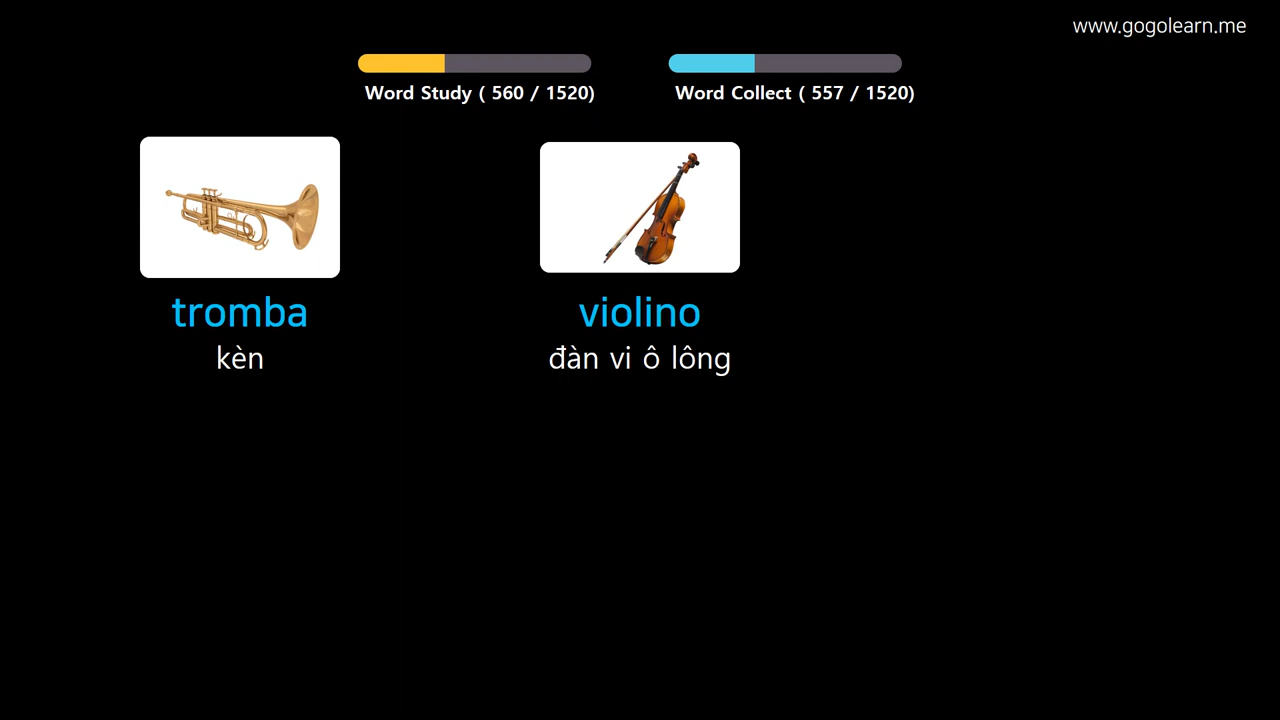 www.gogolearn.me
Word Study ( 560 / 1520)
Word Collect ( 557 / 1520)
tromba
kèn
violino
đàn vi ô lông